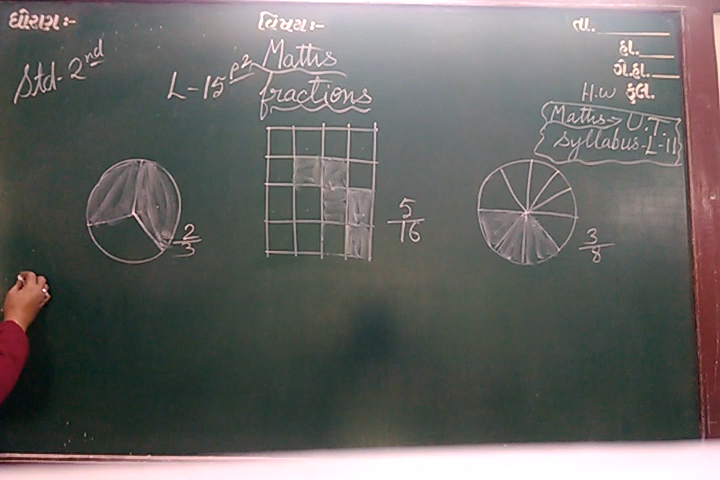 ધોરણ:-
વિષય:-
તા.
હા.
ગે.હા.
H.W કુલ.
Std-2nd
L-15 P2 Maths
fractions
Maths→ U.T.
Syllabus-L-11
2/3
5/16
3/8